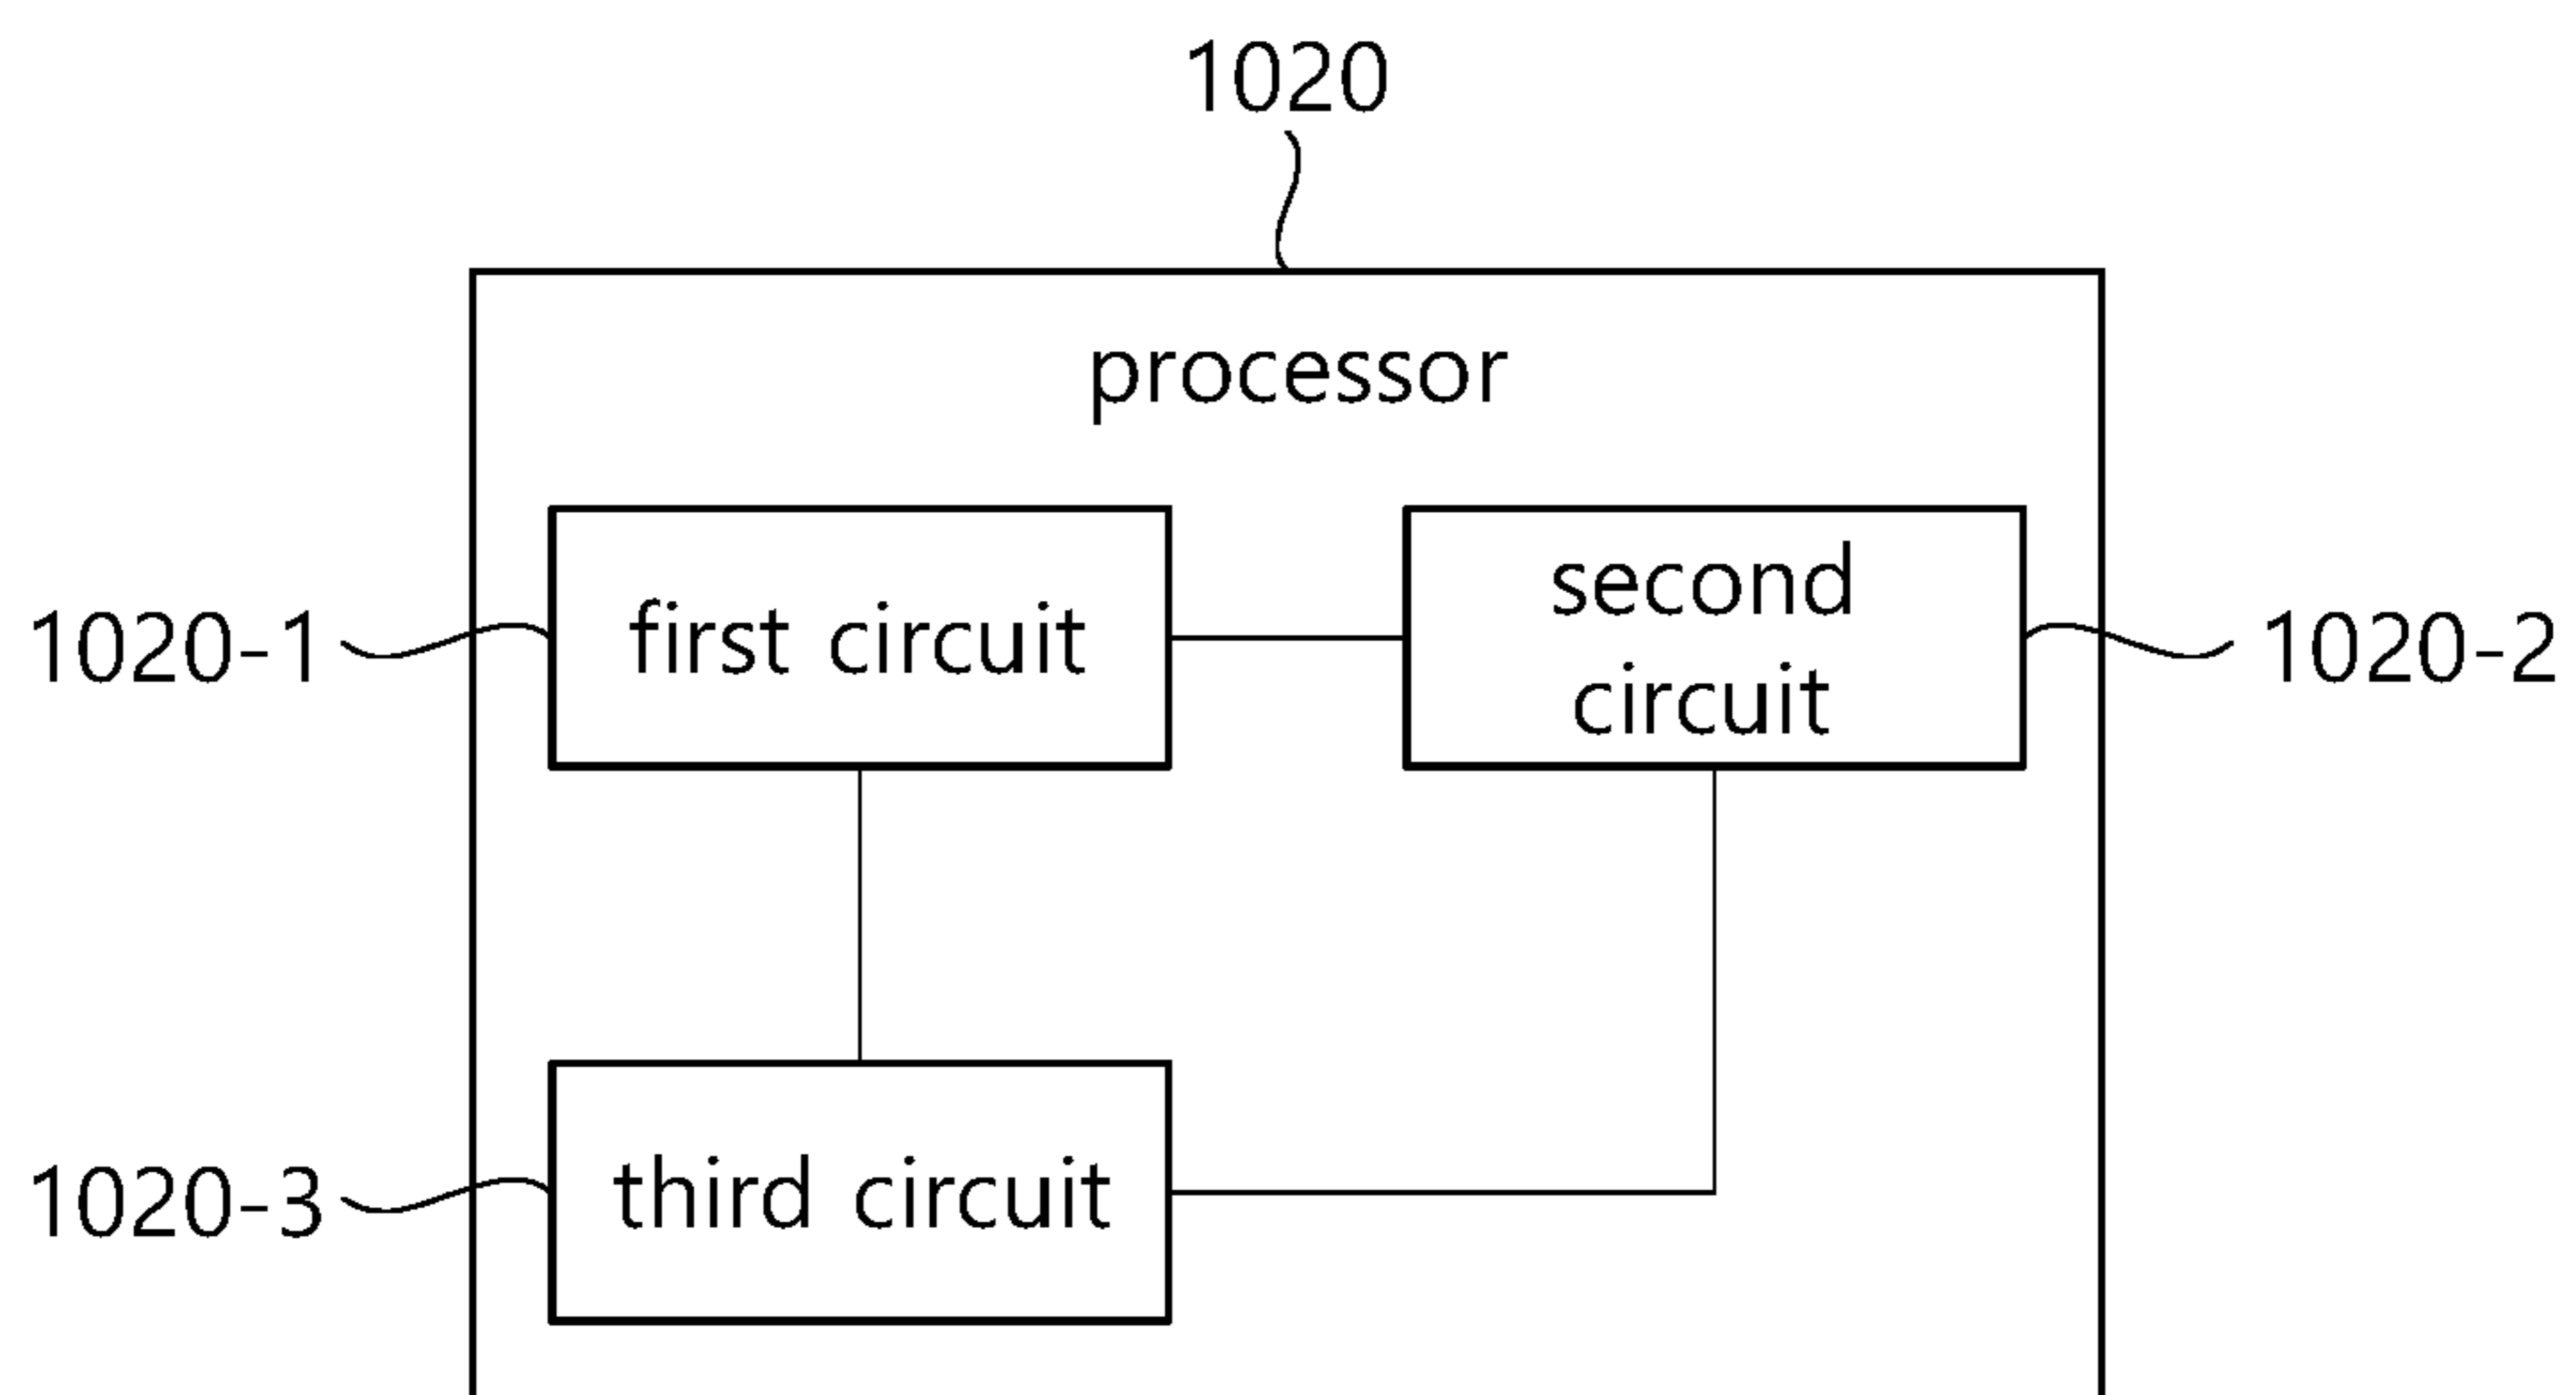 1020
processor
first circuit
second
circuit
1020-1
1020-2
third circuit
1020-3